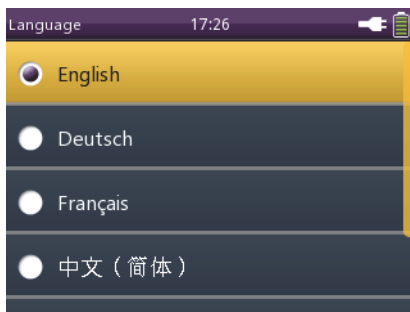 Language 17:26
English
Deutsch
Français
中文（简体）